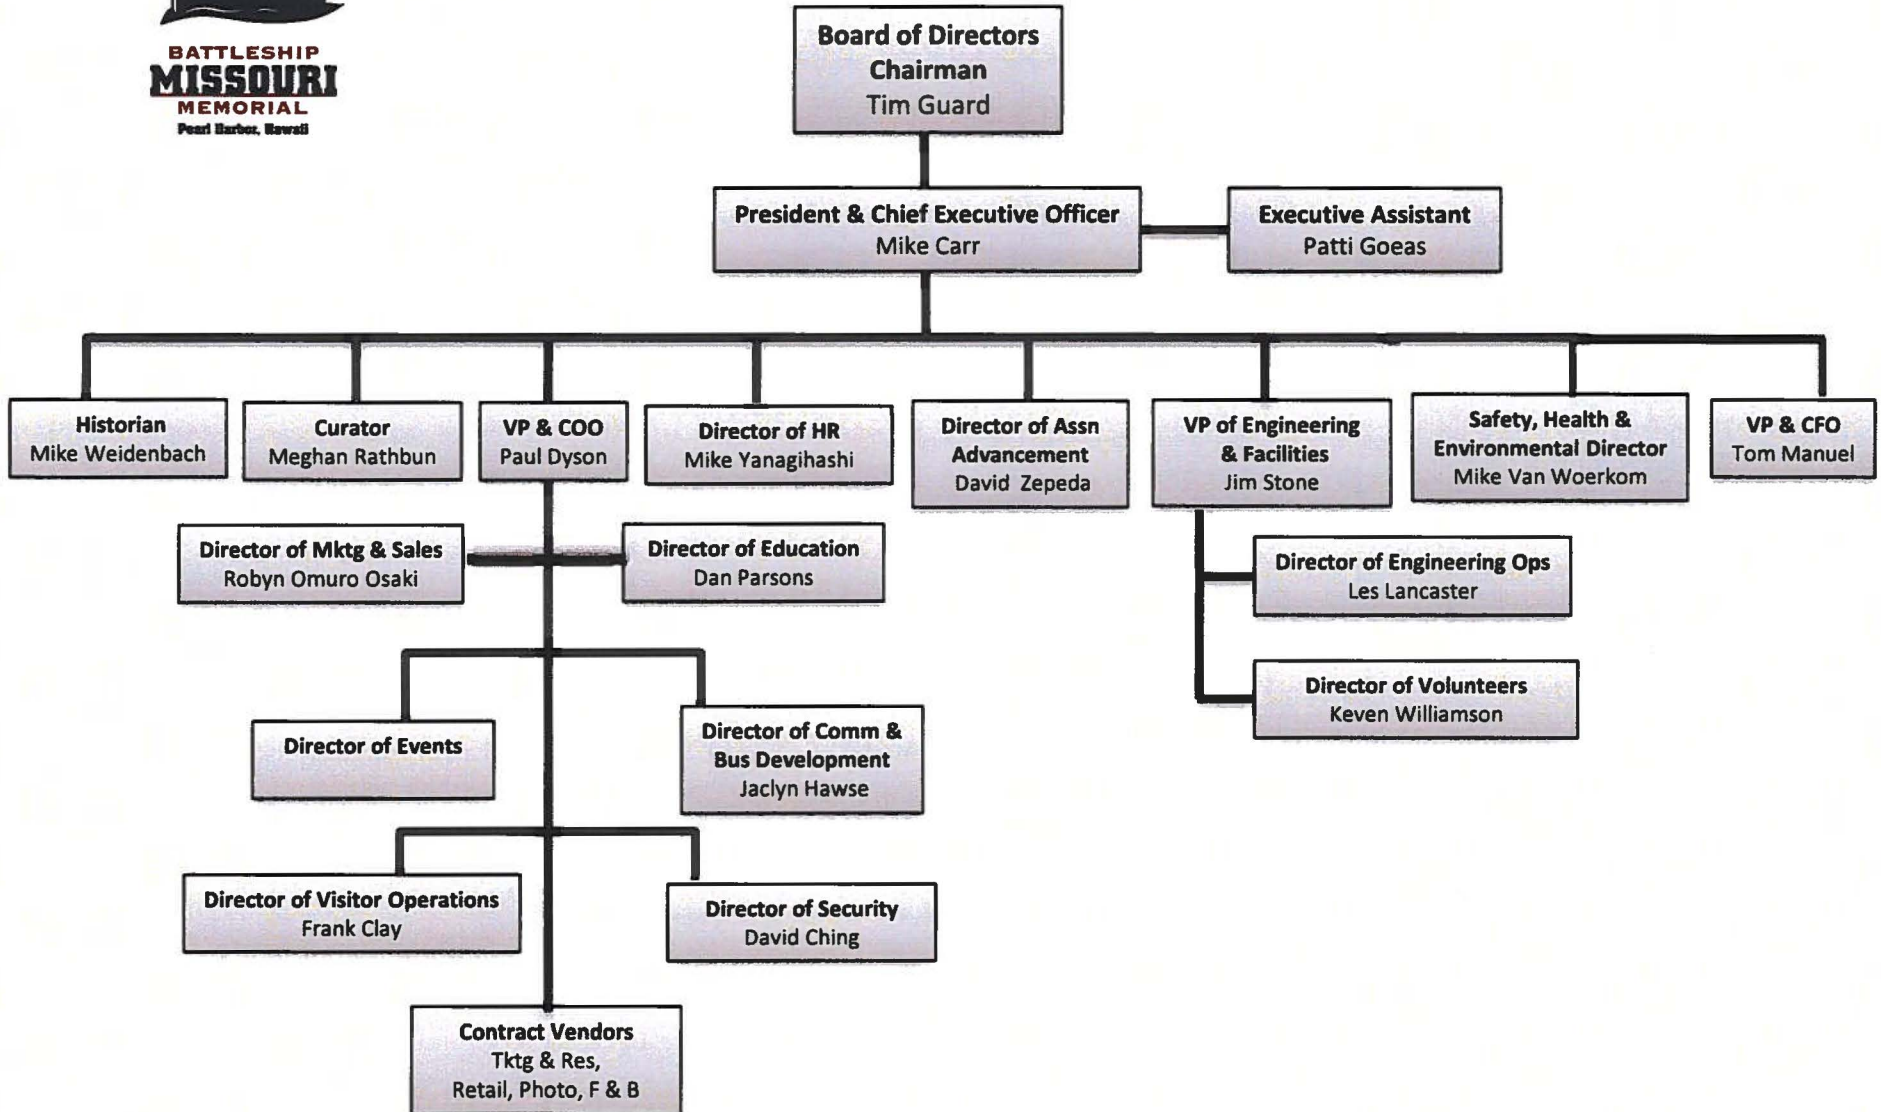 BATTLESHIP
MISSOURI
MEMORIAL
Pearl Harbor, Hawaii
Board of Directors
Chairman
Tim Guard
President & Chief Executive Officer
Mike Carr
Executive Assistant
Patti Goeas
Historian
Mike Weidenbach
Curator
Meghan Rathbun
VP & COO
Paul Dyson
Director of HR
Mike Yanagihashi
Director of Assn
Advancement
David Zepeda
VP of Engineering
& Facilities
Jim Stone
Safety, Health &
Environmental Director
Mike Van Woerkom
VP & CFO
Tom Manuel
Director of Mktg & Sales
Robyn Omuro Osaki
Director of Education
Dan Parsons
Director of Engineering Ops
Les Lancaster
Director of Volunteers
Keven Williamson
Director of Events
Director of Comm &
Bus Development
Jaclyn Hawse
Director of Visitor Operations
Frank Clay
Director of Security
David Ching
Contract Vendors
Tktg & Res,
Retail, Photo, F & B